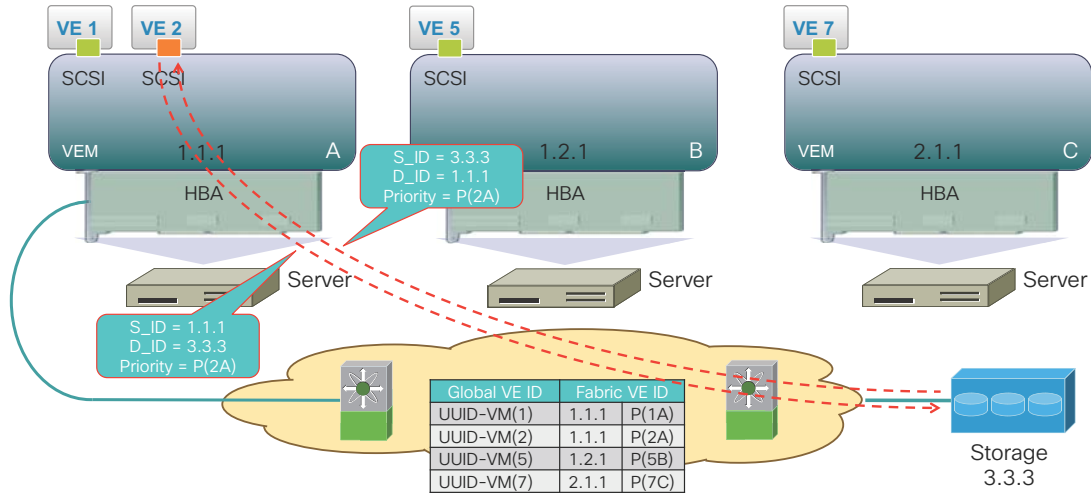 VE 1
VE 2
VE 5
VE 7
SCSI
SCSI
SCSI
SCSI
VEM
1.1.1
A
1.2.1
B
VEM
2.1.1
C
S_ID = 3.3.3
D_ID = 1.1.1
Priority = P(2A)
HBA
HBA
HBA
Server
Server
Server
S_ID = 1.1.1
D_ID = 3.3.3
Priority = P(2A)
Global VE ID Fabric VE ID
UUID-VM(1) 1.1.1 P(1A)
UUID-VM(2) 1.1.1 P(2A)
UUID-VM(5) 1.2.1 P(5B)
UUID-VM(7) 2.1.1 P(7C)
Storage
3.3.3